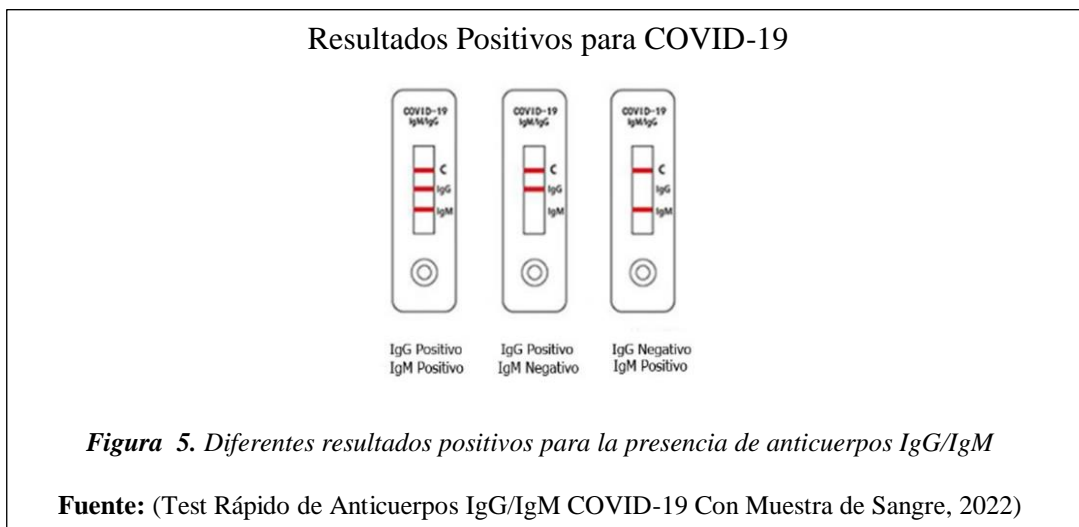 Resultados Positivos para COVID-19
COVID-19
IgM/IgG
C
IgG
IgM
COVID-19
IgM/IgG
C
IgG
IgM
COVID-19
IgM/IgG
C
IgG
IgM
IgG Positivo
IgM Positivo
IgG Positivo
IgM Negativo
IgG Negativo
IgM Positivo
Figura 5. Diferentes resultados positivos para la presencia de anticuerpos IgG/IgM
Fuente: (Test Rápido de Anticuerpos IgG/IgM COVID-19 Con Muestra de Sangre, 2022)